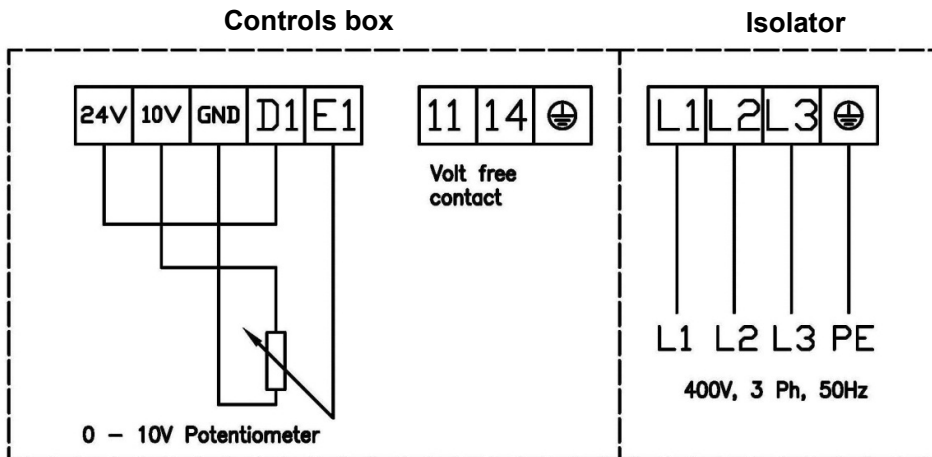 Controls box
Isolator
24V 10V GND D1 E1
11 14
L1 L2 L3
Volt free
contact
L1 L2 L3 PE
400V, 3 Ph, 50Hz
0 – 10V Potentiometer